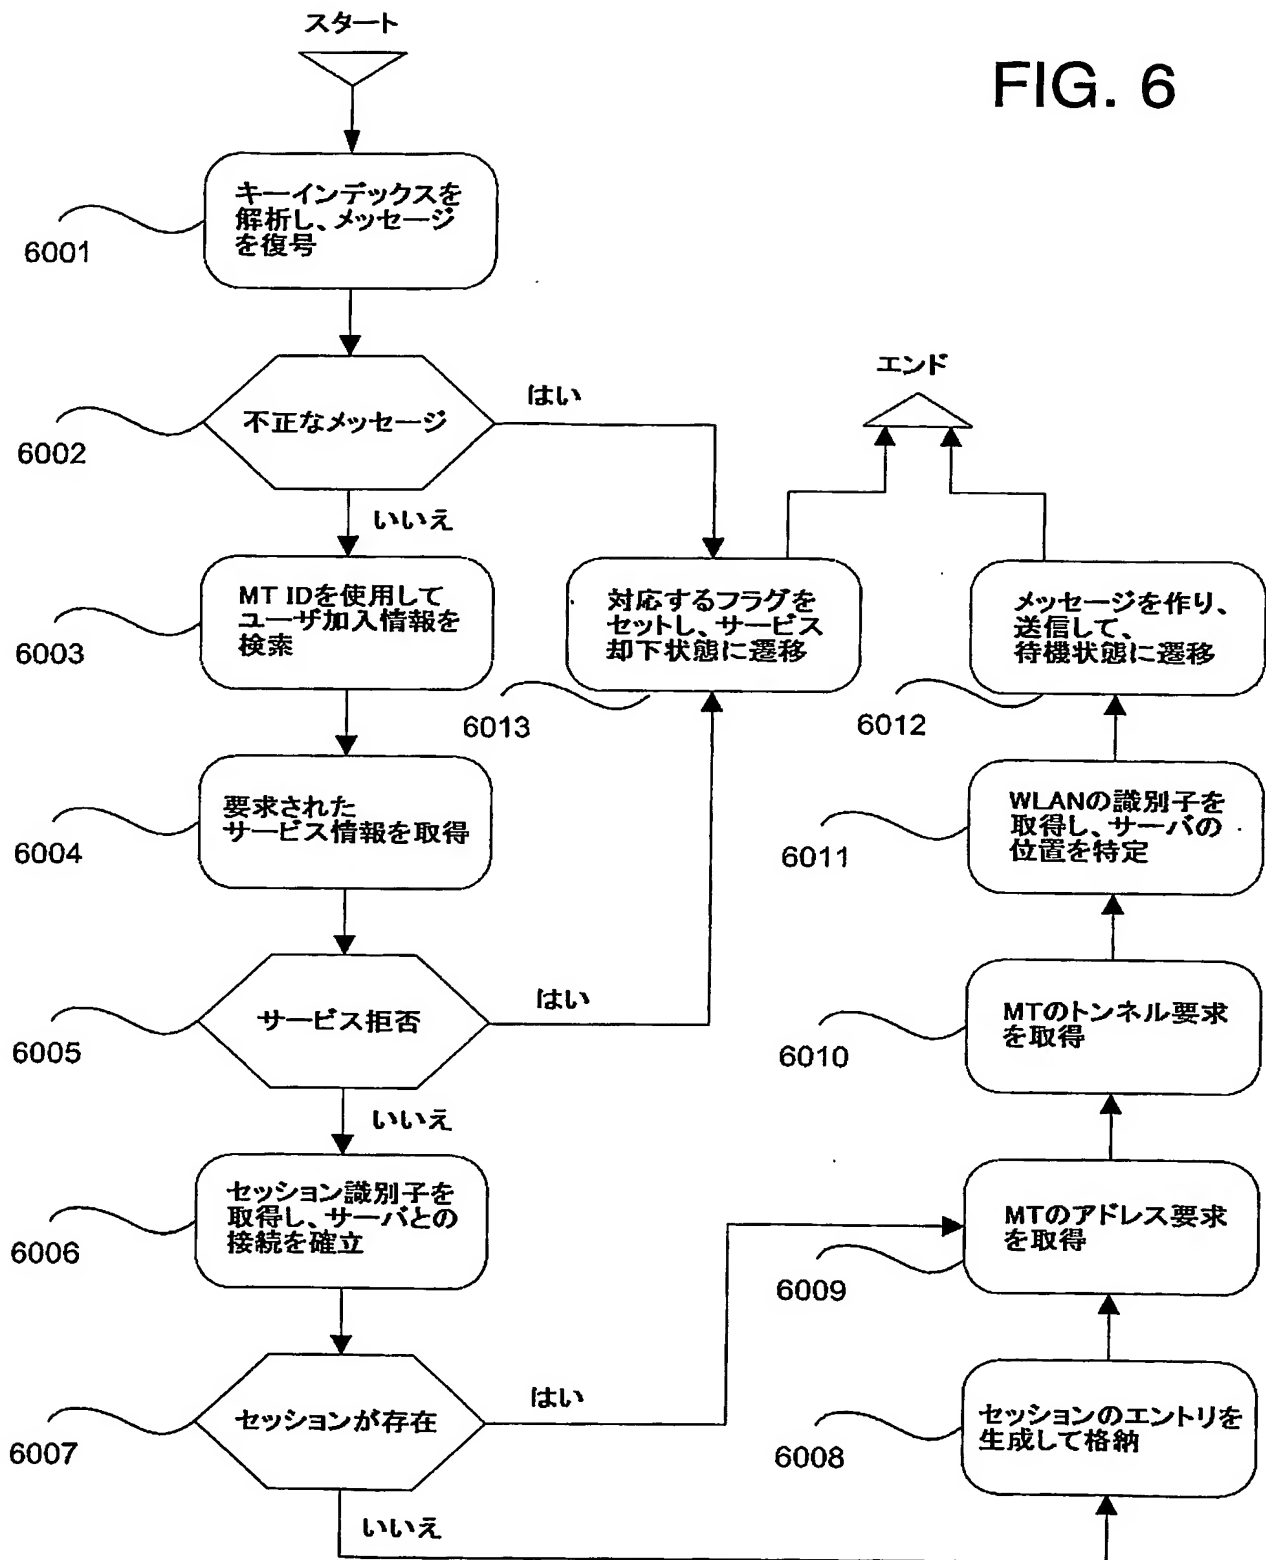 スタート
FIG. 6
キーインデックスを
解析し、メッセージ
を復号
6001
不正なメッセージ
はい
6002
いいえ
エンド
MT IDを使用して
ユーザ加入情報を
検索
6003
対応するフラグを
セットし、サービス
却下状態に遷移
6013
メッセージを作り、
送信して、
待機状態に遷移
6012
要求された
サービス情報を取得
6004
WLANの識別子を
取得し、サーバの
位置を特定
6011
サービス拒否
はい
6005
いいえ
MTのトンネル要求
を取得
6010
セッション識別子を
取得し、サーバとの
接続を確立
6006
MTのアドレス要求
を取得
6009
セッションが存在
はい
6007
いいえ
セッションのエントリを
生成して格納
6008